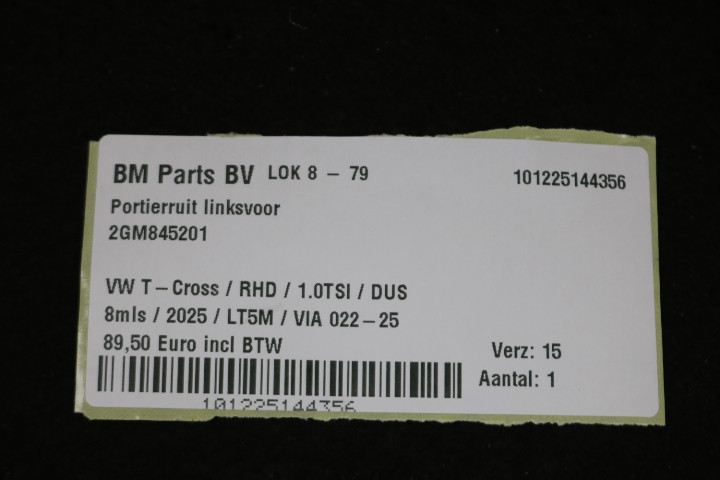 BM Parts BV LOK 8 – 79 101225144356
Portierruit linksvoor
2GM845201
VW T–Cross / RHD / 1.0TSI / DUS
8mls / 2025 / LT5M / VIA 022–25
89,50 Euro incl BTW Verz: 15
Aantal: 1
101225144356